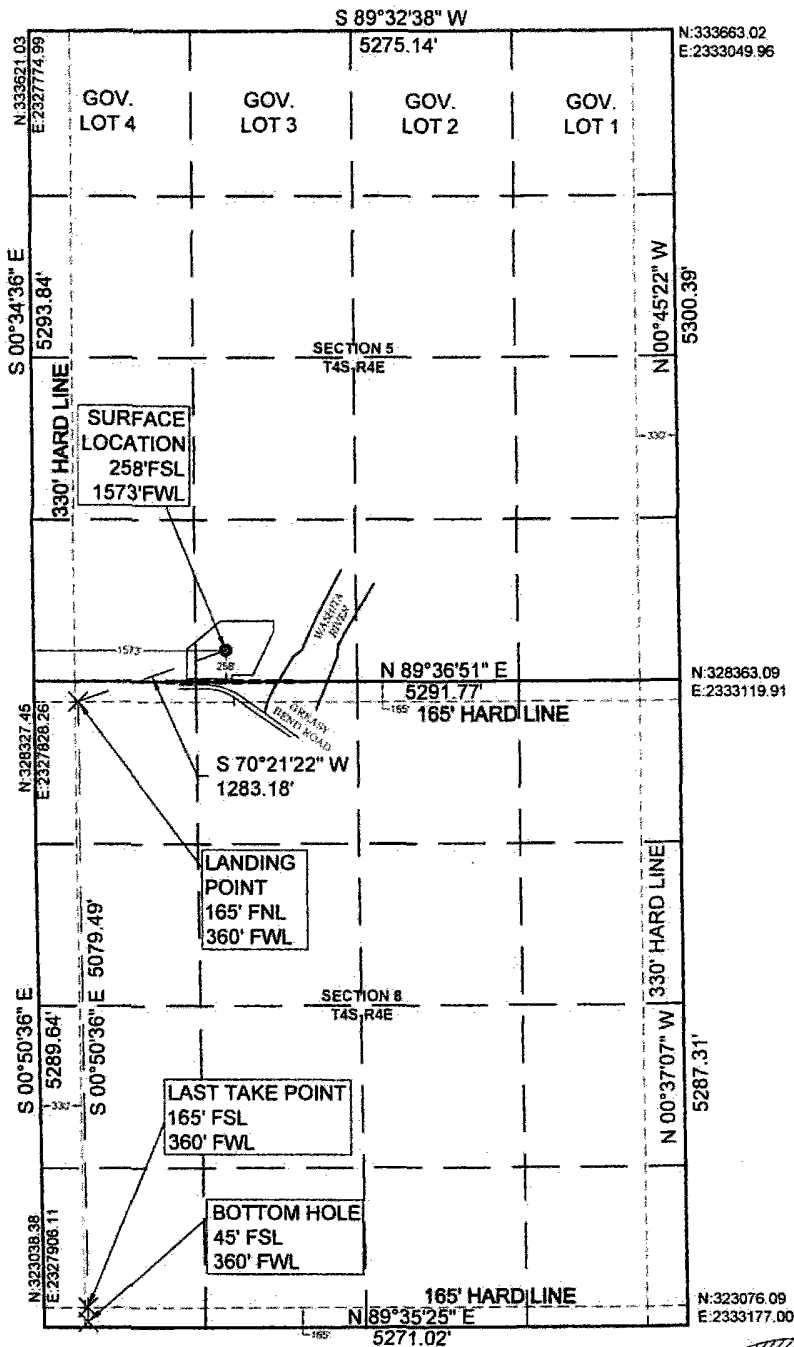 S 89°32'38" W
5275.14'
N:333663.02
E:2333049.96
N:333621.03
E:2327774.99
GOV.
LOT 4
GOV.
LOT 3
GOV.
LOT 2
GOV.
LOT 1
S 00°34'36" E
5293.84'
N 00°45'22" W
5300.39'
SECTION 5
T4S-R4E
330' HARD LINE
330'
SURFACE
LOCATION
258'FSL
1573'FWL
WASHITA
RIVER
1573'
258'
N 89°36'51" E
5291.77'
N:328363.09
E:2333119.91
165'
165' HARD LINE
N:328327.45
E:2327828.26
GREASY
BEND ROAD
S 70°21'22" W
1283.18'
LANDING
POINT
165' FNL
360' FWL
330' HARD LINE
S 00°50'36" E
5289.64'
S 00°50'36" E 5079.49'
SECTION 8
T4S-R4E
N 00°37'07" W
5287.31'
330'
LAST TAKE POINT
165' FSL
360' FWL
BOTTOM HOLE
45' FSL
360' FWL
N:323038.38
E:2327906.11
165' HARD LINE
N:323076.09
E:2333177.00
N 89°35'25" E
165'
5271.02'